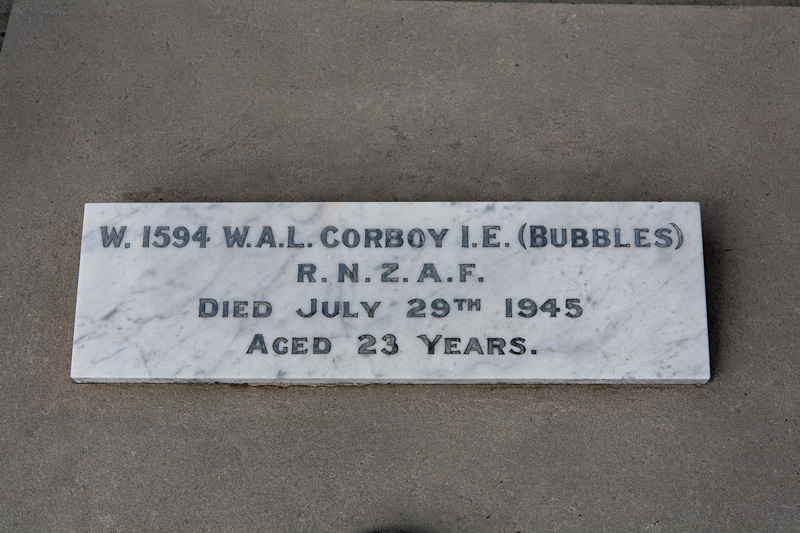 W. 1594 W.A.L. CORBOY I.E. (BUBBLES)
R.N.Z.A.F.
DIED JULY 29TH 1945
AGED 23 YEARS.